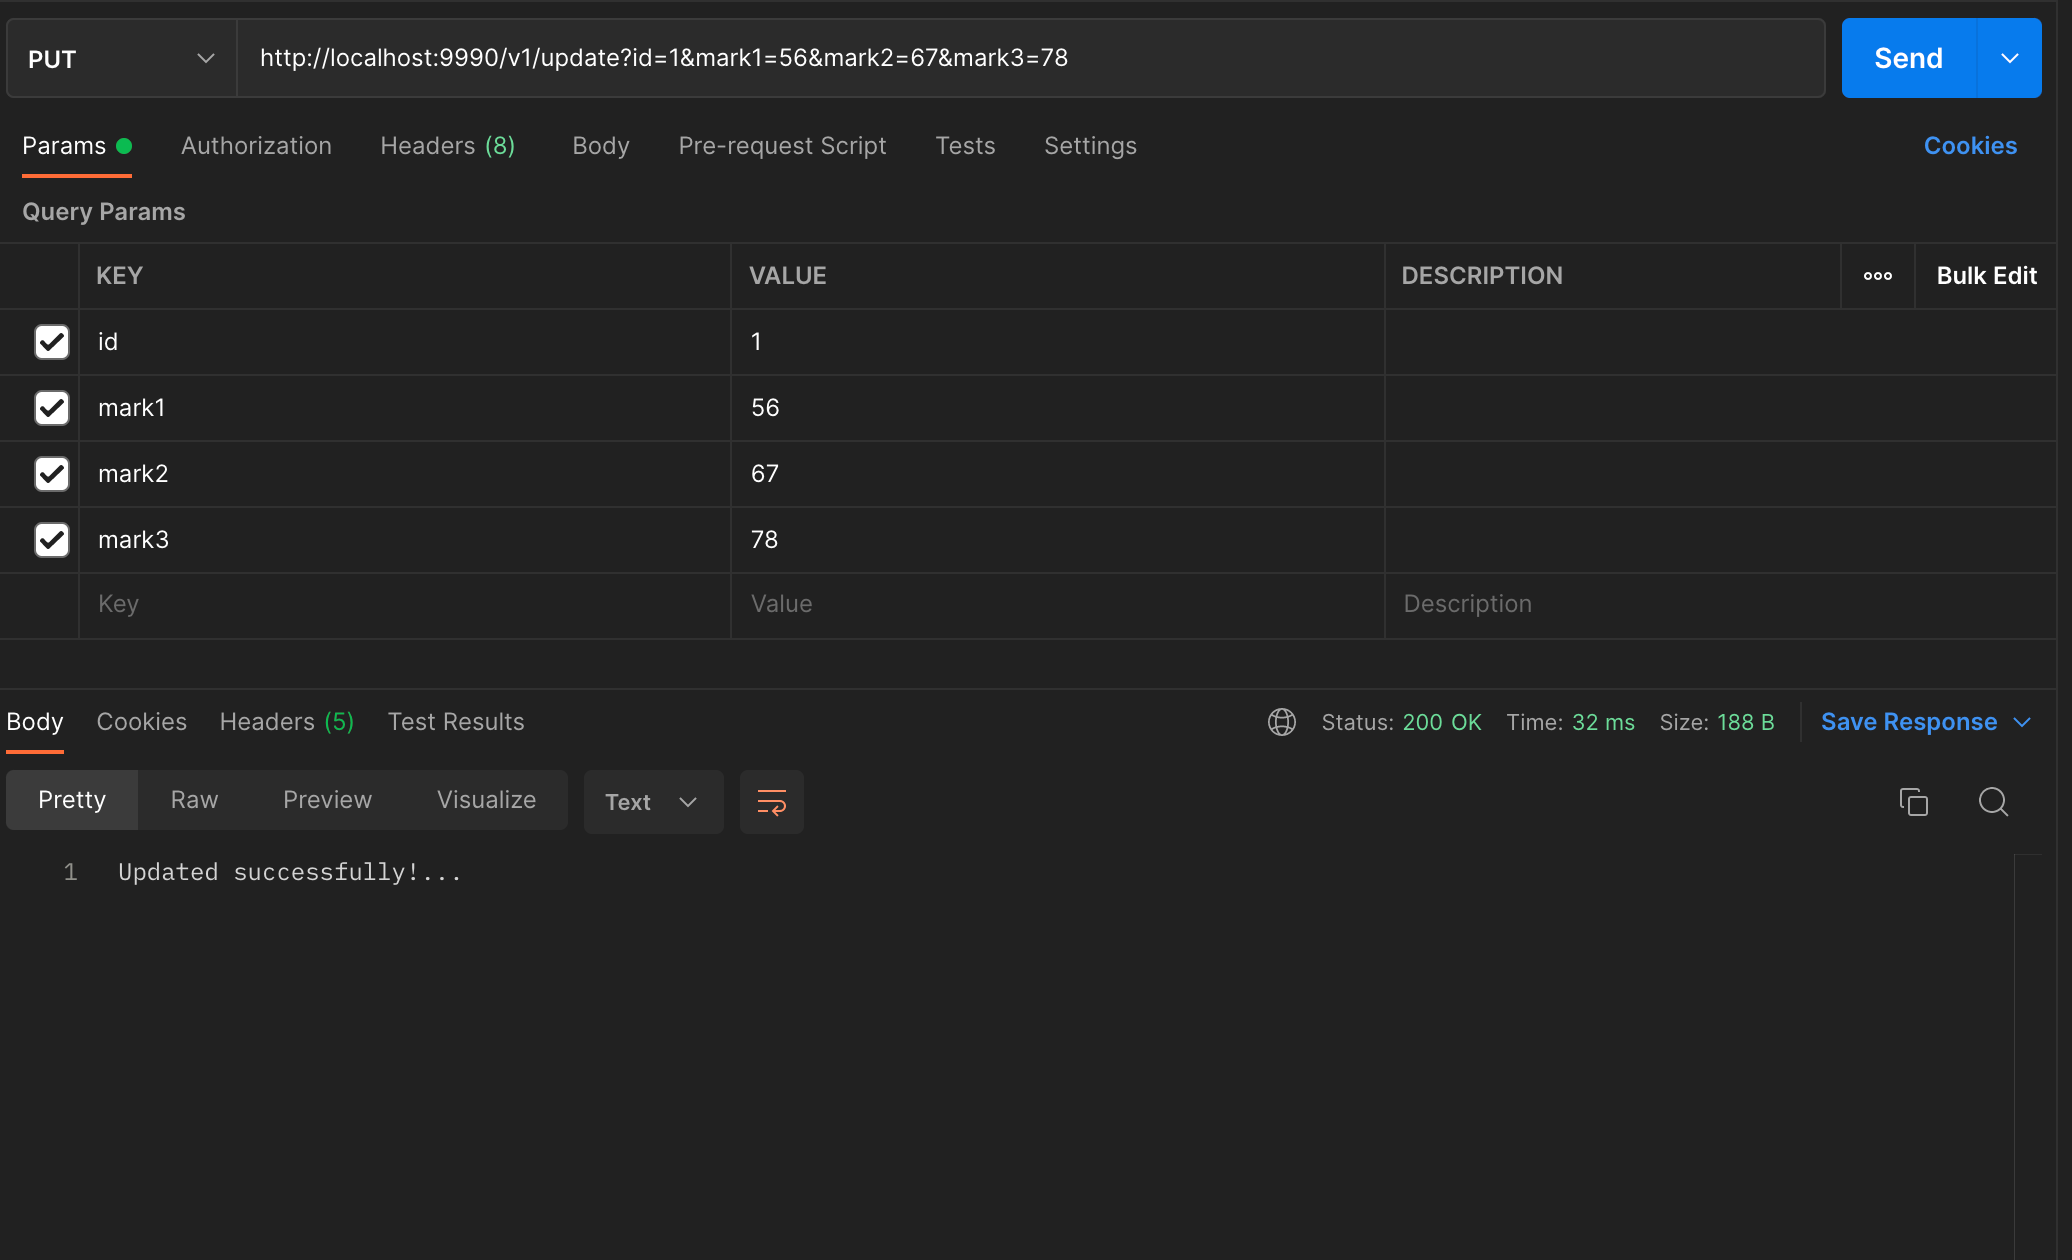 PUT
http://localhost:9990/v1/update?id=1&mark1=56&mark2=67&mark3=78
Send
Params Authorization Headers (8) Body Pre-request Script Tests Settings Cookies
Query Params
KEY VALUE DESCRIPTION ooo Bulk Edit
id 1
mark1 56
mark2 67
mark3 78
Key Value Description
Body Cookies Headers (5) Test Results Status: 200 OK Time: 32 ms Size: 188 B Save Response
Pretty Raw Preview Visualize Text
1 Updated successfully!...